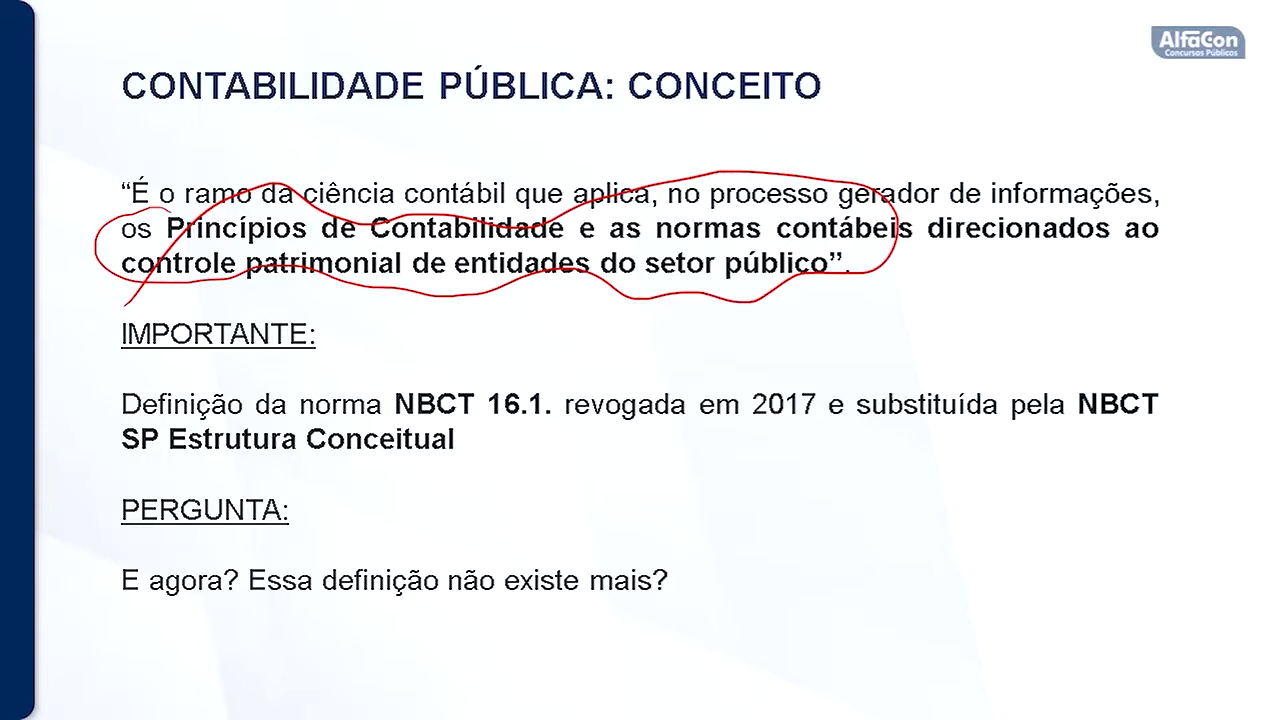 AlfaCon
Concursos Públicos
CONTABILIDADE PÚBLICA: CONCEITO
“É o ramo da ciência contábil que aplica, no processo gerador de informações,
os Princípios de Contabilidade e as normas contábeis direcionados ao
controle patrimonial de entidades do setor público”.
IMPORTANTE:
Definição da norma NBCT 16.1. revogada em 2017 e substituída pela NBCT
SP Estrutura Conceitual
PERGUNTA:
E agora? Essa definição não existe mais?